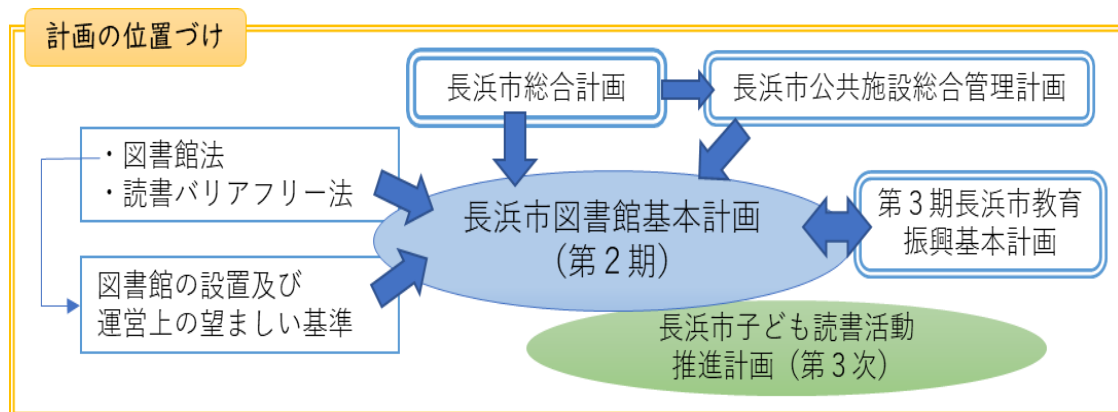 計画の位置づけ
長浜市総合計画
長浜市公共施設総合管理計画
・図書館法
・読書バリアフリー法
長浜市図書館基本計画
（第２期）
第３期長浜市教育
振興基本計画
図書館の設置及び
運営上の望ましい基準
長浜市子ども読書活動
推進計画（第３次）